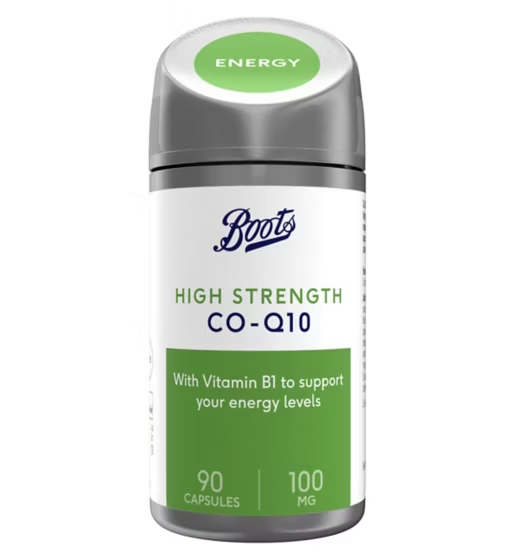 ENERGY
Boots
HIGH STRENGTH
CO-Q10
With Vitamin B1 to support
your energy levels
90
CAPSULES
100
MG